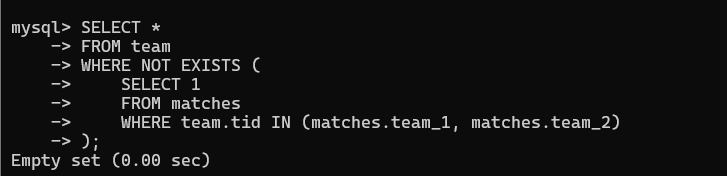 mysql> SELECT *
    -> FROM team
    -> WHERE NOT EXISTS (
    ->     SELECT 1
    ->     FROM matches
    ->     WHERE team.tid IN (matches.team_1, matches.team_2)
    -> );
Empty set (0.00 sec)